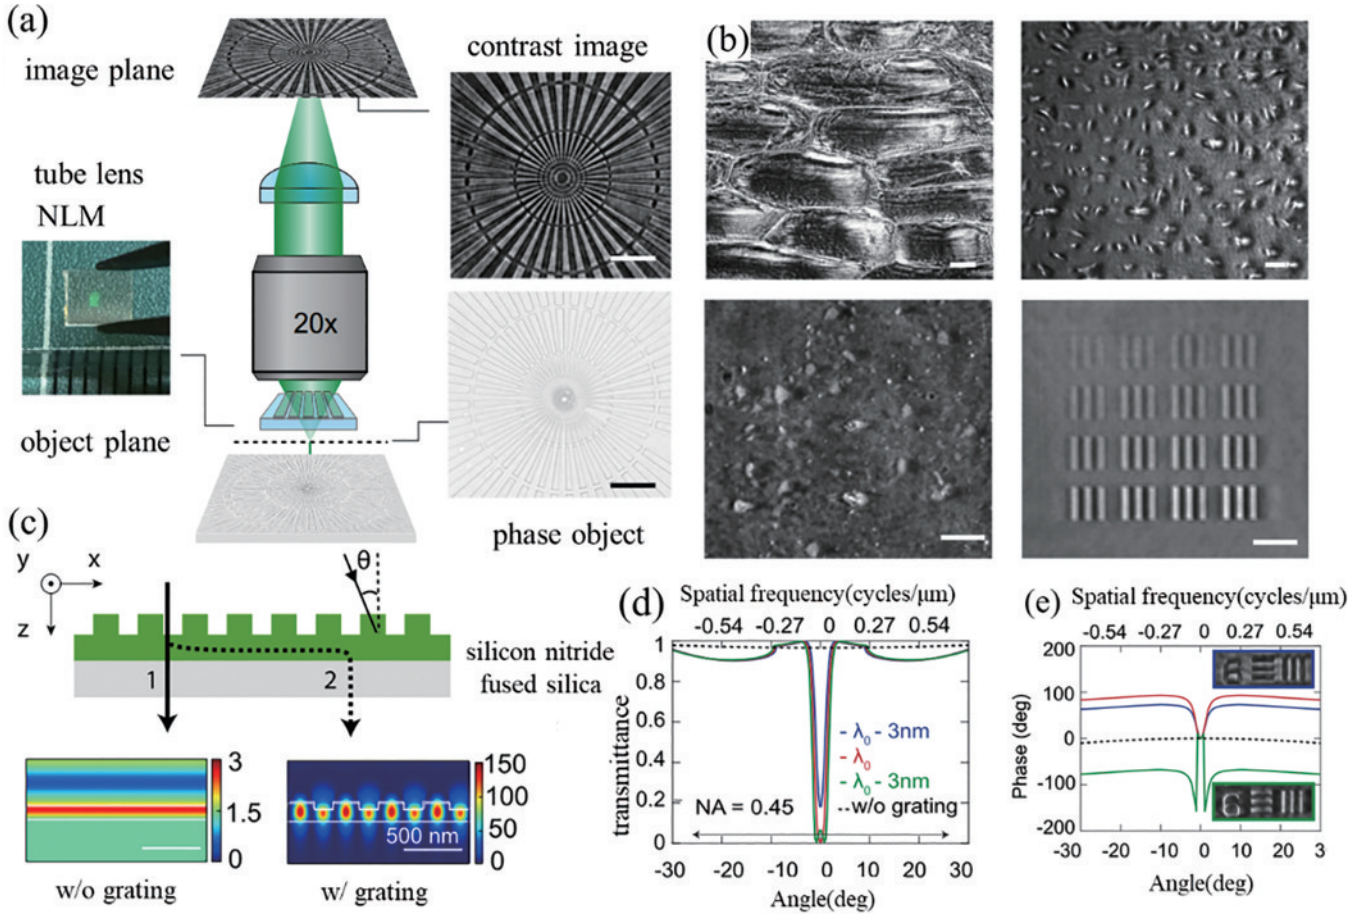 (a)
image plane
contrast image
tube lens
NLM
20x
object plane
phase object
(b)
(c)
y
x
z
θ
1
2
silicon nitride
fused silica
3
1.5
0
w/o grating
500 nm
150
100
50
0
w/ grating
(d)
Spatial frequency(cycles/μm)
-0.54 -0.27 0 0.27 0.54
transmittance
1
0.8
0.6
0.4
0.2
0
- λ0 - 3nm
- λ0
- λ0 - 3nm
w/o grating
NA = 0.45
-30 -20 -10 0 10 20 30
Angle(deg)
(e)
Spatial frequency(cycles/μm)
-0.54 -0.27 0 0.27 0.54
Phase (deg)
200
100
0
-100
-200
6
6
-30 -20 -10 0 10 20 3
Angle(deg)